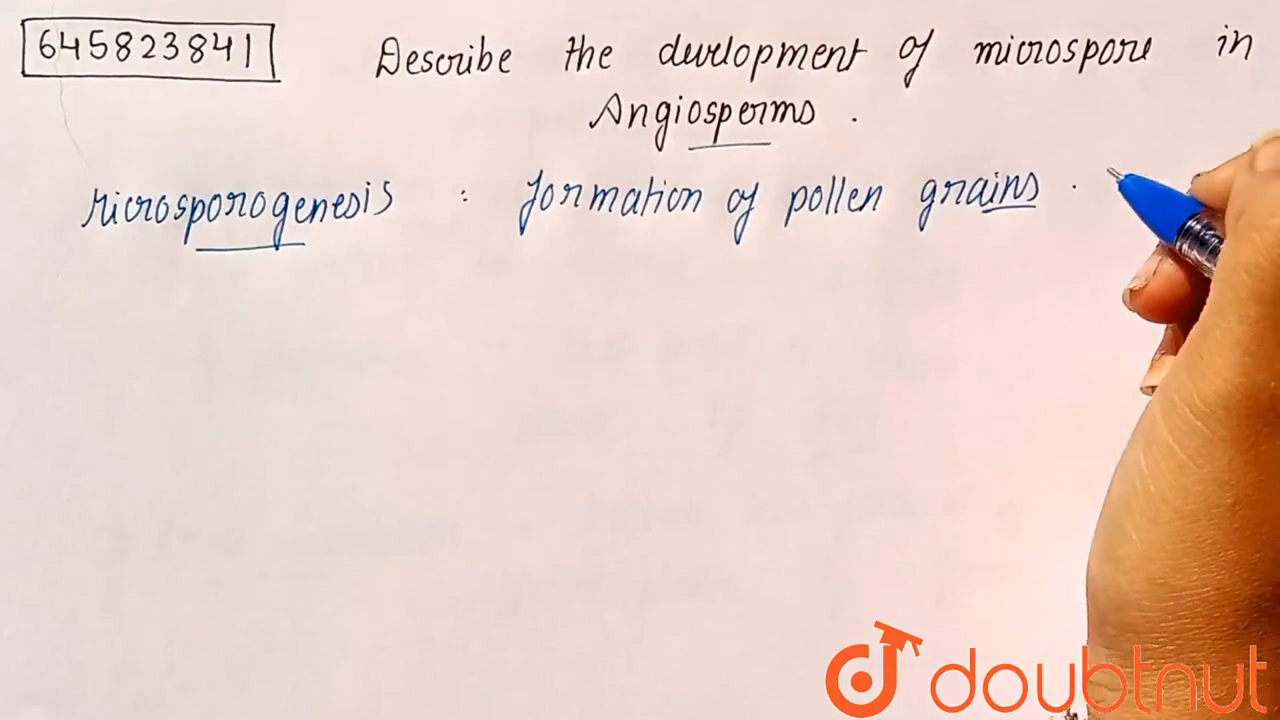 645823841 Describe the development of microspore in
Angiosperms .
Microsporogenesis : formation of pollen grains .
doubtnut